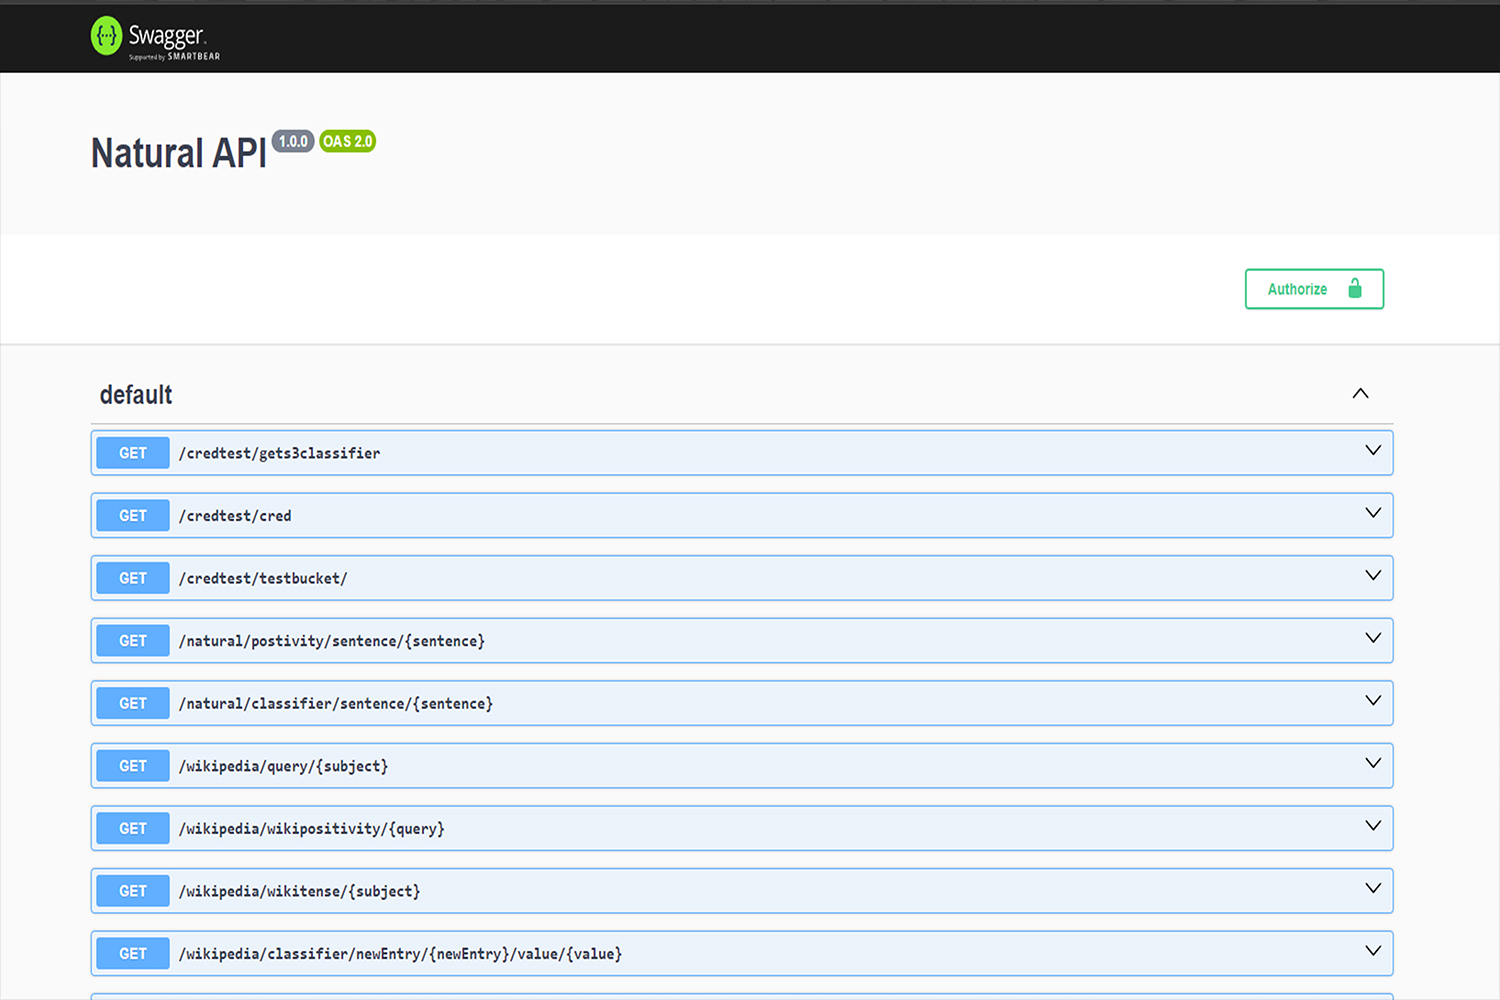 Swagger.
Supported by SMARTBEAR
Natural API 1.0.0 OAS 2.0
Authorize
default
GET /credtest/gets3classifier
GET /credtest/cred
GET /credtest/testbucket/
GET /natural/postivity/sentence/{sentence}
GET /natural/classifier/sentence/{sentence}
GET /wikipedia/query/{subject}
GET /wikipedia/wikipositivity/{query}
GET /wikipedia/wikitense/{subject}
GET /wikipedia/classifier/newEntry/{newEntry}/value/{value}